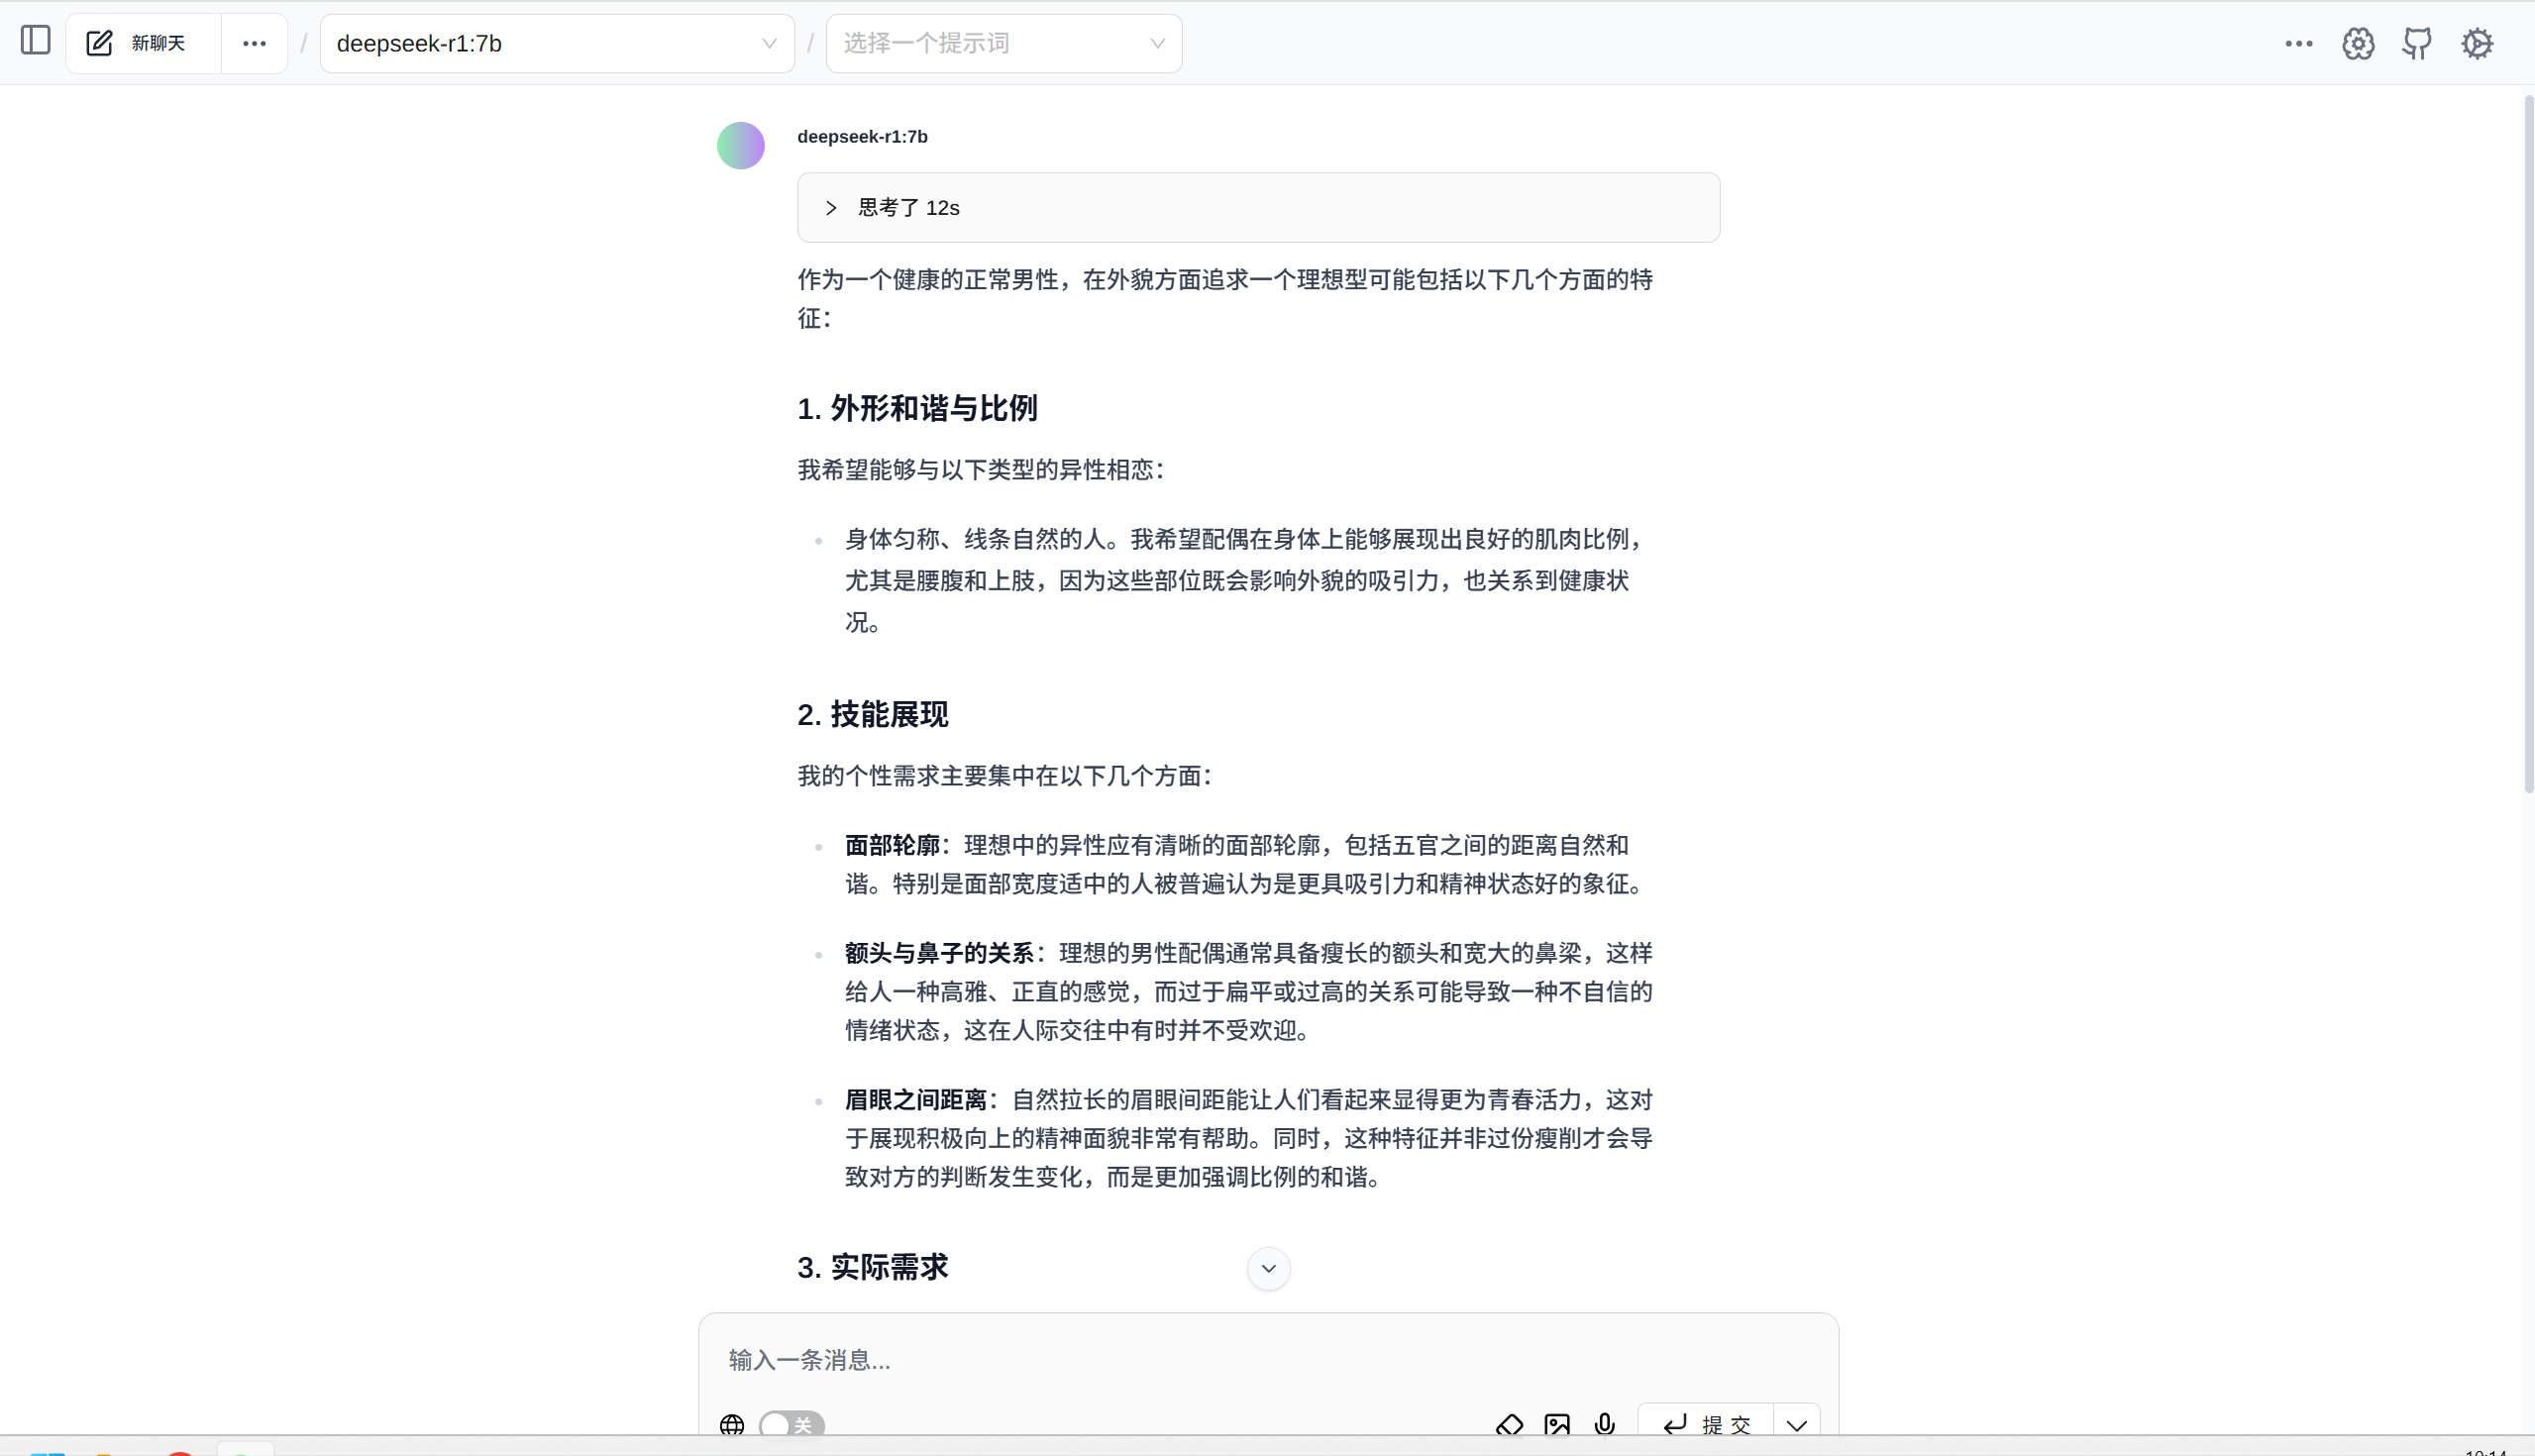 新聊天
deepseek-r1:7b
选择一个提示词
deepseek-r1:7b
思考了 12s
作为一个健康的正常男性，在外貌方面追求一个理想型可能包括以下几个方面的特
征：
1. 外形和谐与比例
我希望能够与以下类型的异性相恋：
身体匀称、线条自然的人。我希望配偶在身体上能够展现出良好的肌肉比例，
尤其是腰腹和上肢，因为这些部位既会影响外貌的吸引力，也关系到健康状
况。
2. 技能展现
我的个性需求主要集中在以下几个方面：
面部轮廓：理想中的异性应有清晰的面部轮廓，包括五官之间的距离自然和
谐。特别是面部宽度适中的人被普遍认为是更具吸引力和精神状态好的象征。
额头与鼻子的关系：理想的男性配偶通常具备瘦长的额头和宽大的鼻梁，这样
给人一种高雅、正直的感觉，而过于扁平或过高的关系可能导致一种不自信的
情绪状态，这在人际交往中有时并不受欢迎。
眉眼之间距离：自然拉长的眉眼间距能让人们看起来显得更为青春活力，这对
于展现积极向上的精神面貌非常有帮助。同时，这种特征并非过份瘦削才会导
致对方的判断发生变化，而是更加强调比例的和谐。
3. 实际需求
输入一条消息...
关
提 交